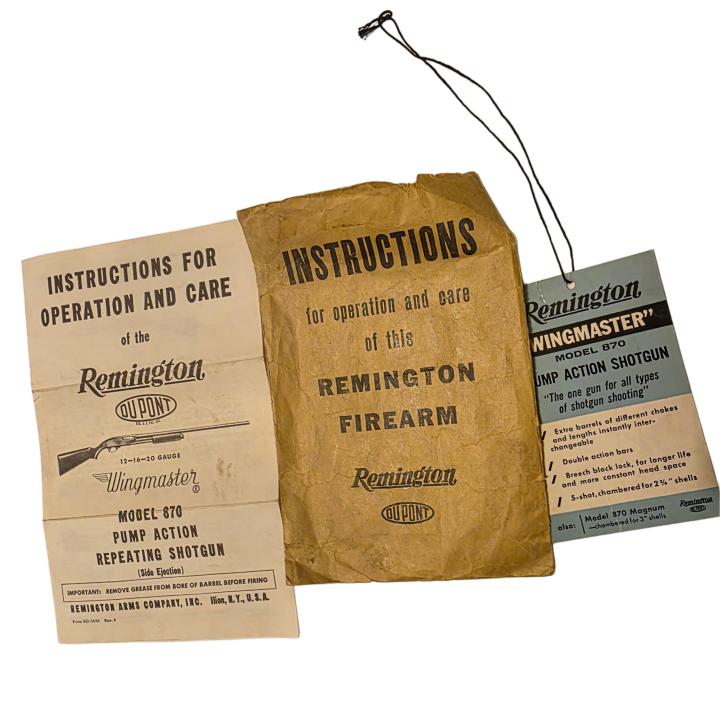 INSTRUCTIONS FOR
OPERATION AND CARE
of the
Remington
DU PONT
12-16-20 GAUGE
Wingmaster
MODEL 870
PUMP ACTION
REPEATING SHOTGUN
(Side Ejection)
IMPORTANT: REMOVE GREASE FROM BORE OF BARREL BEFORE FIRING
REMINGTON ARMS COMPANY, INC. Ilion, N.Y., U.S.A.
INSTRUCTIONS
for operation and care
of this
REMINGTON
FIREARM
Remington
DU PONT
Remington
WINGMASTER"
MODEL 870
UMP ACTION SHOTGUN
"The one gun for all types
of shotgun shooting"
Extra barrels of different chokes
and lengths instantly inter-
changeable
Double action bars
Breech block lock, for longer life
and more constant head space
5-shot, chambered for 2 3/4" shells
also: Model 870 Magnum
—chambered for 3" shells
Remington